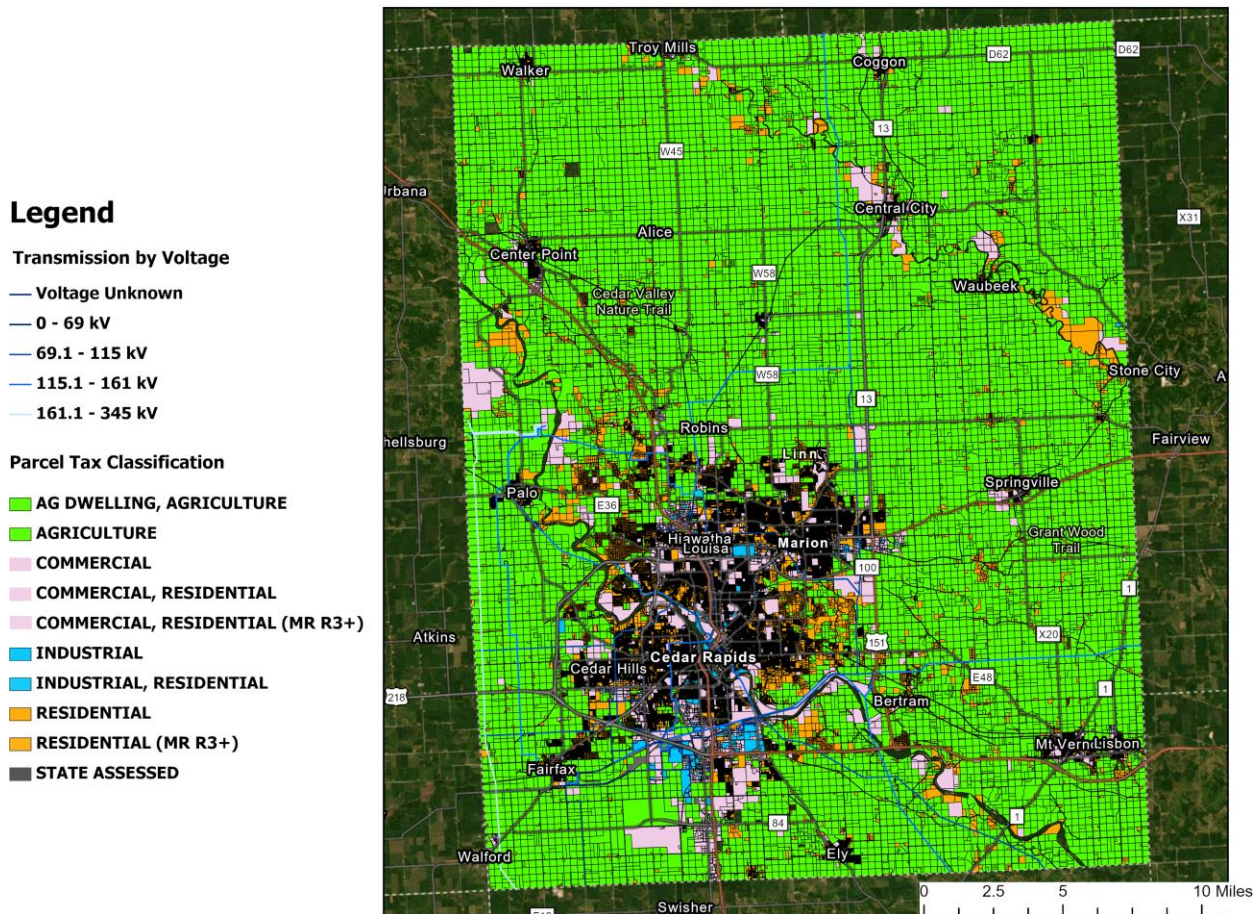 Legend
Transmission by Voltage
Voltage Unknown
0 - 69 kV
69.1 - 115 kV
115.1 - 161 kV
161.1 - 345 kV
Parcel Tax Classification
AG DWELLING, AGRICULTURE
AGRICULTURE
COMMERCIAL
COMMERCIAL, RESIDENTIAL
COMMERCIAL, RESIDENTIAL (MR R3+)
INDUSTRIAL
INDUSTRIAL, RESIDENTIAL
RESIDENTIAL
RESIDENTIAL (MR R3+)
STATE ASSESSED
Troy Mills
D62
D62
Walker
Coggon
13
W45
Urbana
Central City
X31
Alice
Center Point
W58
Waubeek
Cedar Valley
Nature Trail
Stone City
W58
A
13
Robins
hellsburg
Fairview
Linn
Palo
Springville
E36
Hiawatha
Louisa
Marion
Grant Wood
Trail
100
1
Atkins
X20
151
Cedar Rapids
Cedar Hills
E48
218
1
Bertram
Mt Vern
Lisbon
Fairfax
84
1
Walford
Ely
Swisher
0 2.5 5 10 Miles